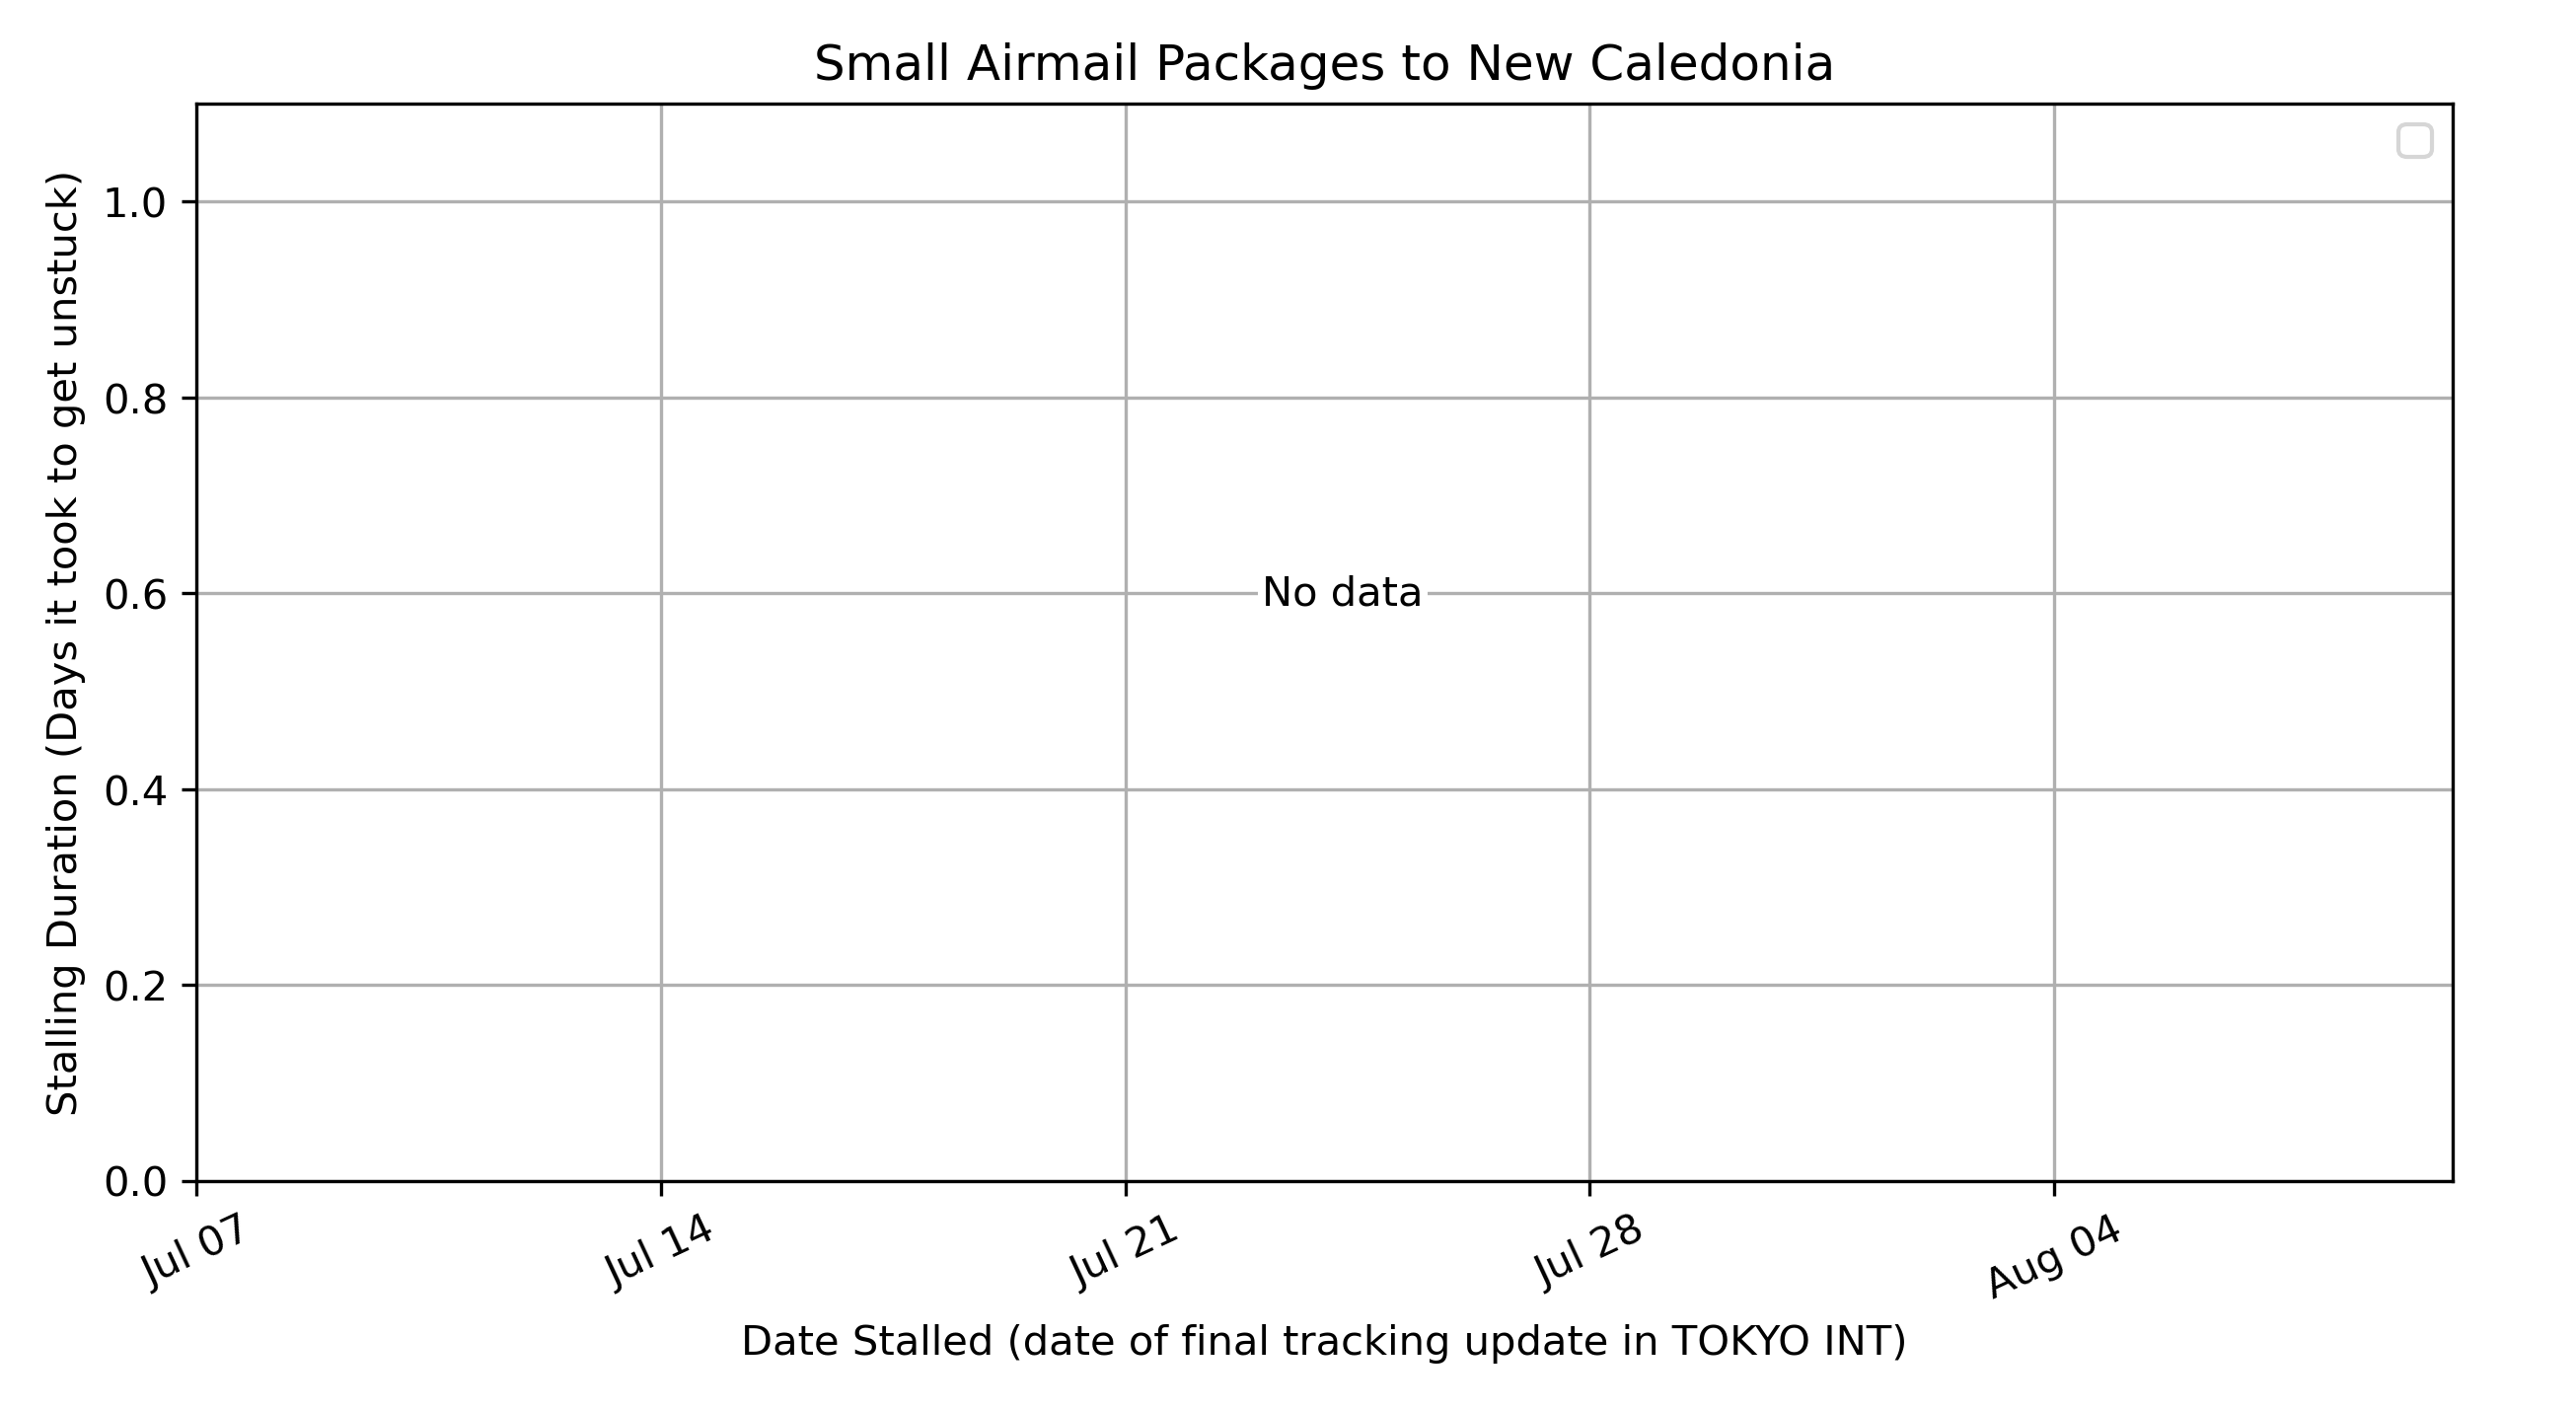 Small Airmail Packages to New Caledonia
Stalling Duration (Days it took to get unstuck)
1.0
0.8
0.6
0.4
0.2
0.0
No data
Jul 07
Jul 14
Jul 21
Jul 28
Aug 04
Date Stalled (date of final tracking update in TOKYO INT)